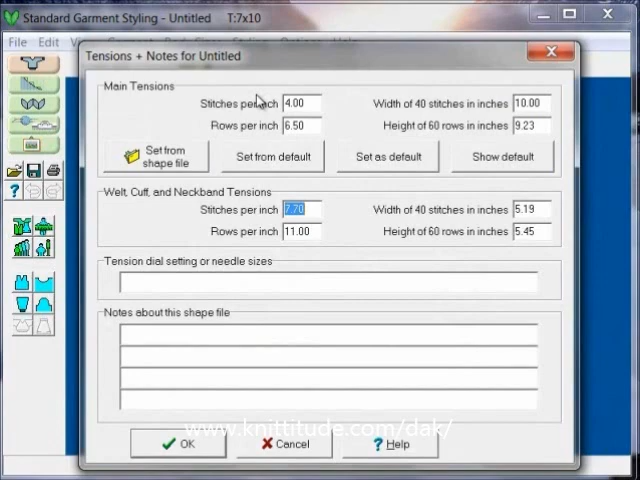 Standard Garment Styling - Untitled T:7x10
File Edit
Tensions + Notes for Untitled
Main Tensions
Stitches per inch 4.00 Width of 40 stitches in inches 10.00
Rows per inch 6.50 Height of 60 rows in inches 9.23
Set from shape file
Set from default
Set as default
Show default
Welt, Cuff, and Neckband Tensions
Stitches per inch 7.70 Width of 40 stitches in inches 5.19
Rows per inch 11.00 Height of 60 rows in inches 5.45
Tension dial setting or needle sizes
Notes about this shape file
www.knittitude.com/dak/
OK Cancel Help